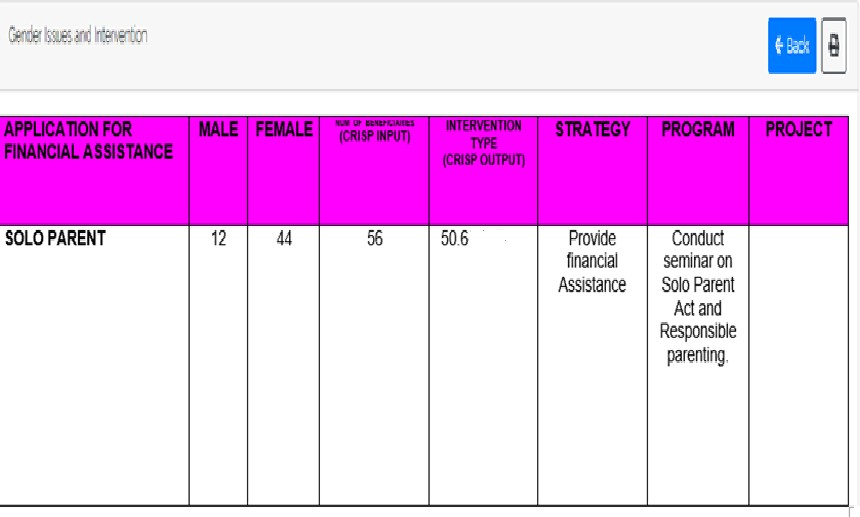 Gender Issues and Intervention
Back
APPLICATION FOR
FINANCIAL ASSISTANCE
MALE
FEMALE
NUM OF BENEFICIARIES
(CRISP INPUT)
INTERVENTION
TYPE
(CRISP OUTPUT)
STRATEGY
PROGRAM
PROJECT
SOLO PARENT
12
44
56
50.6
Provide
financial
Assistance
Conduct
seminar on
Solo Parent
Act and
Responsible
parenting.